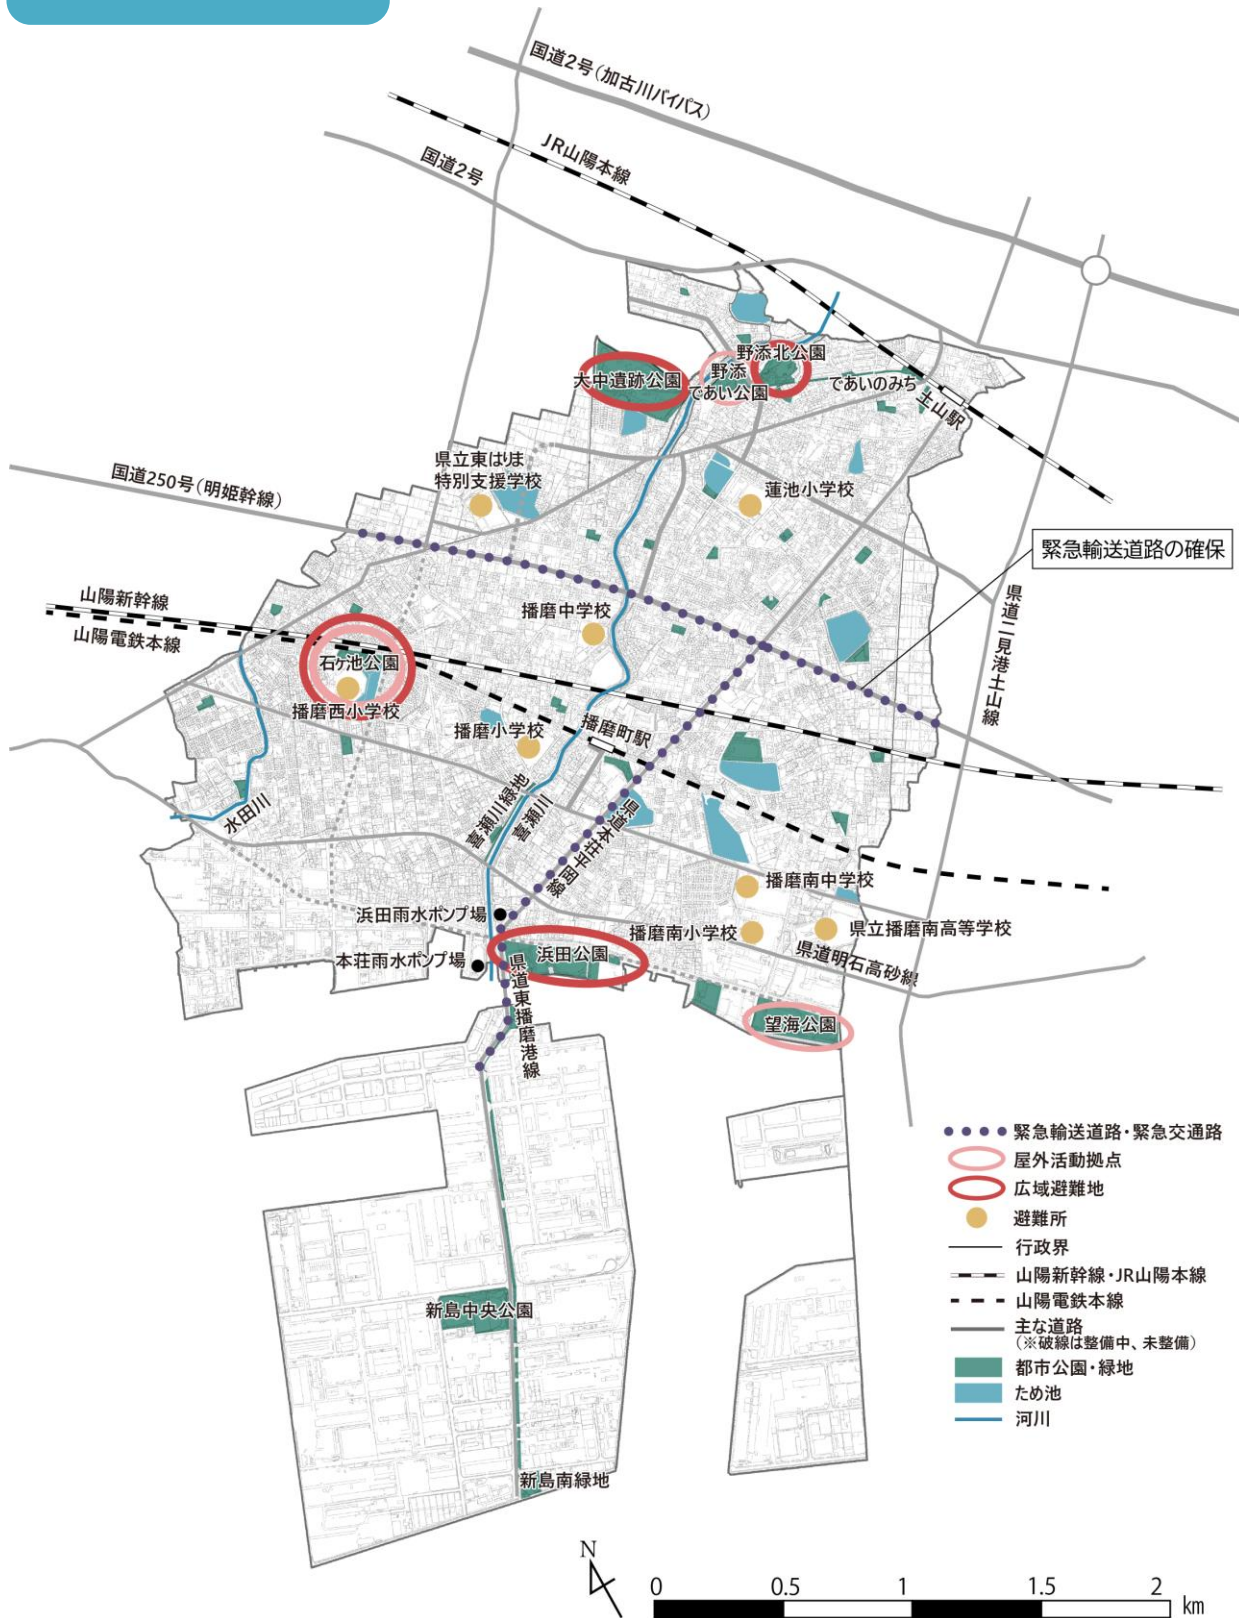 国道2号(加古川バイパス)
JR山陽本線
国道2号
野添北公園
大中遺跡公園
野添
であい公園
であいのみち
土山駅
県立東はりま
特別支援学校
国道250号(明姫幹線)
蓮池小学校
緊急輸送道路の確保
山陽新幹線
山陽電鉄本線
播磨中学校
県道二見港土山線
石ケ池公園
播磨西小学校
播磨小学校
播磨町駅
水田川
喜瀬川緑地
喜瀬川
県道本荘平岡線
播磨南中学校
浜田雨水ポンプ場
播磨南小学校
県立播磨南高等学校
本荘雨水ポンプ場
浜田公園
県道明石高砂線
県道東播磨港線
望海公園
緊急輸送道路・緊急交通路
屋外活動拠点
広域避難地
避難所
行政界
山陽新幹線・JR山陽本線
山陽電鉄本線
主な道路
(※破線は整備中、未整備)
都市公園・緑地
ため池
河川
新島中央公園
新島南緑地
N
0 0.5 1 1.5 2 km